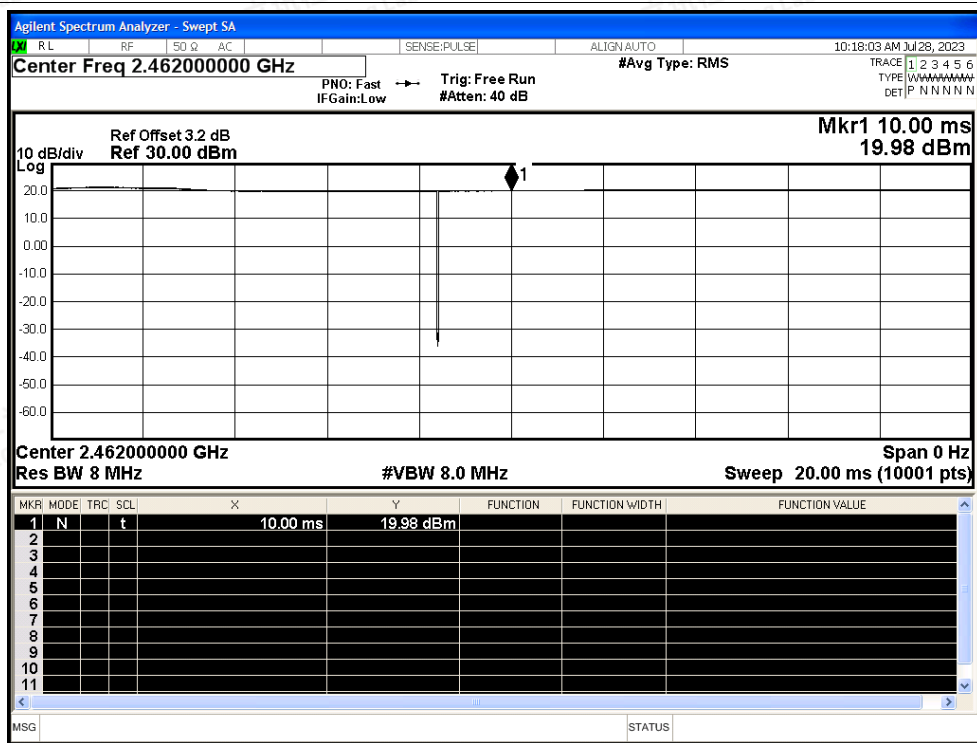 Agilent Spectrum Analyzer - Swept SA
LXI RL RF 50 Ω AC SENSE:PULSE ALIGN AUTO 10:18:03 AM Jul 28, 2023
Center Freq 2.462000000 GHz #Avg Type: RMS TRACE 1 2 3 4 5 6
PNO: Fast Trig: Free Run TYPE WWWWWW
IFGain:Low #Atten: 40 dB DET P N N N N N
Mkr1 10.00 ms
Ref Offset 3.2 dB
10 dB/div Ref 30.00 dBm 19.98 dBm
Log
1
20.0
10.0
0.00
-10.0
-20.0
-30.0
-40.0
-50.0
-60.0
Center 2.462000000 GHz Span 0 Hz
Res BW 8 MHz #VBW 8.0 MHz Sweep 20.00 ms (10001 pts)
MKR MODE TRC SCL X Y FUNCTION FUNCTION WIDTH FUNCTION VALUE
1 N t 10.00 ms 19.98 dBm
2
3
4
5
6
7
8
9
10
11
MSG STATUS